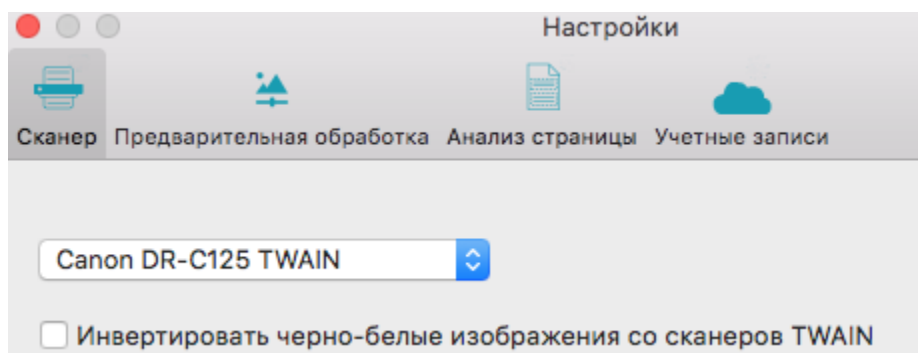 Настройки
Сканер Предварительная обработка Анализ страницы Учетные записи
Canon DR-C125 TWAIN
Инвертировать черно-белые изображения со сканеров TWAIN